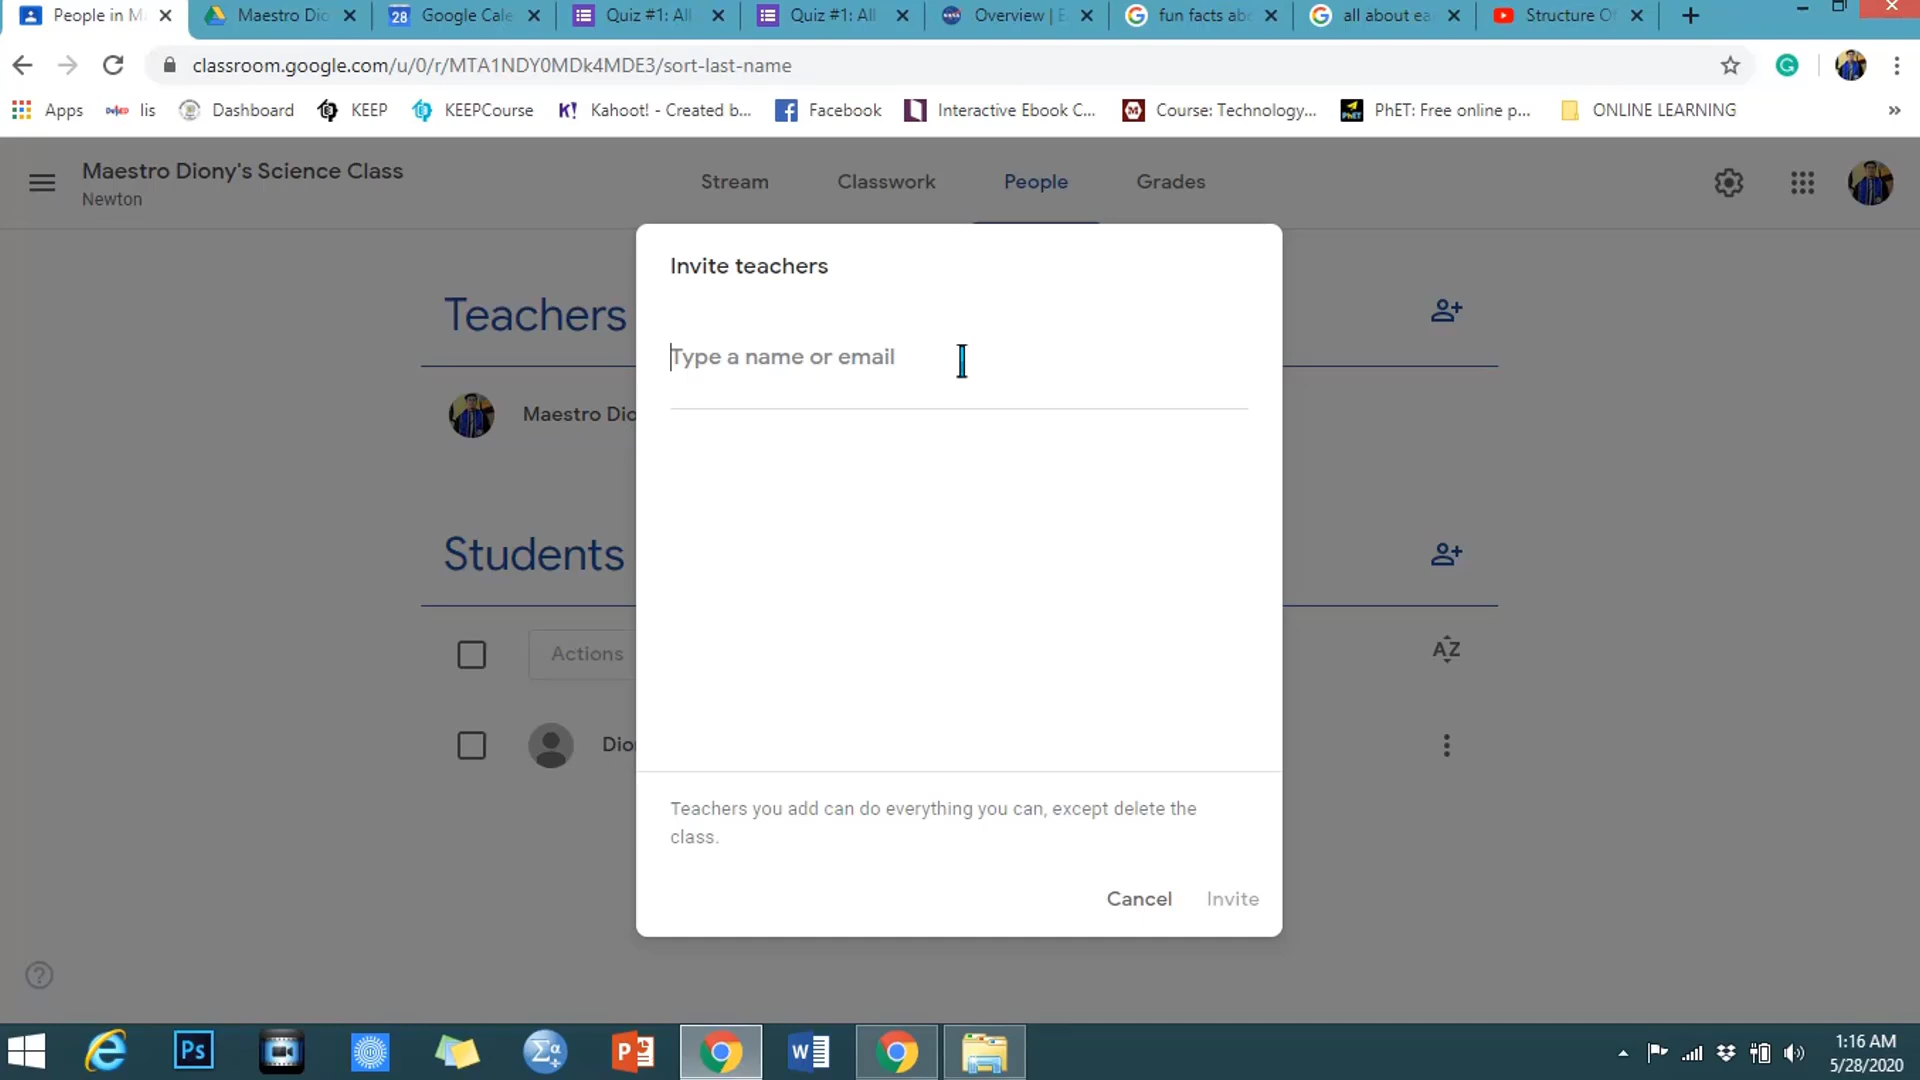 People in M
Maestro Dio
28
Google Cale
Quiz #1: All
Quiz #1: All
Overview | E
fun facts abo
all about ea
Structure Of
classroom.google.com/u/0/r/MTA1NDY0MDk4MDE3/sort-last-name
Apps
lis
Dashboard
KEEP
KEEPCourse
K! Kahoot! - Created b...
Facebook
Interactive Ebook C...
Course: Technology...
PhET: Free online p...
ONLINE LEARNING
»
Maestro Diony's Science Class
Newton
Stream
Classwork
People
Grades
Invite teachers
Teachers
Type a name or email
Maestro Dio
Students
Actions
AZ
Dio
Teachers you add can do everything you can, except delete the
class.
Cancel
Invite
Ps
Σα
P
W
1:16 AM
5/28/2020